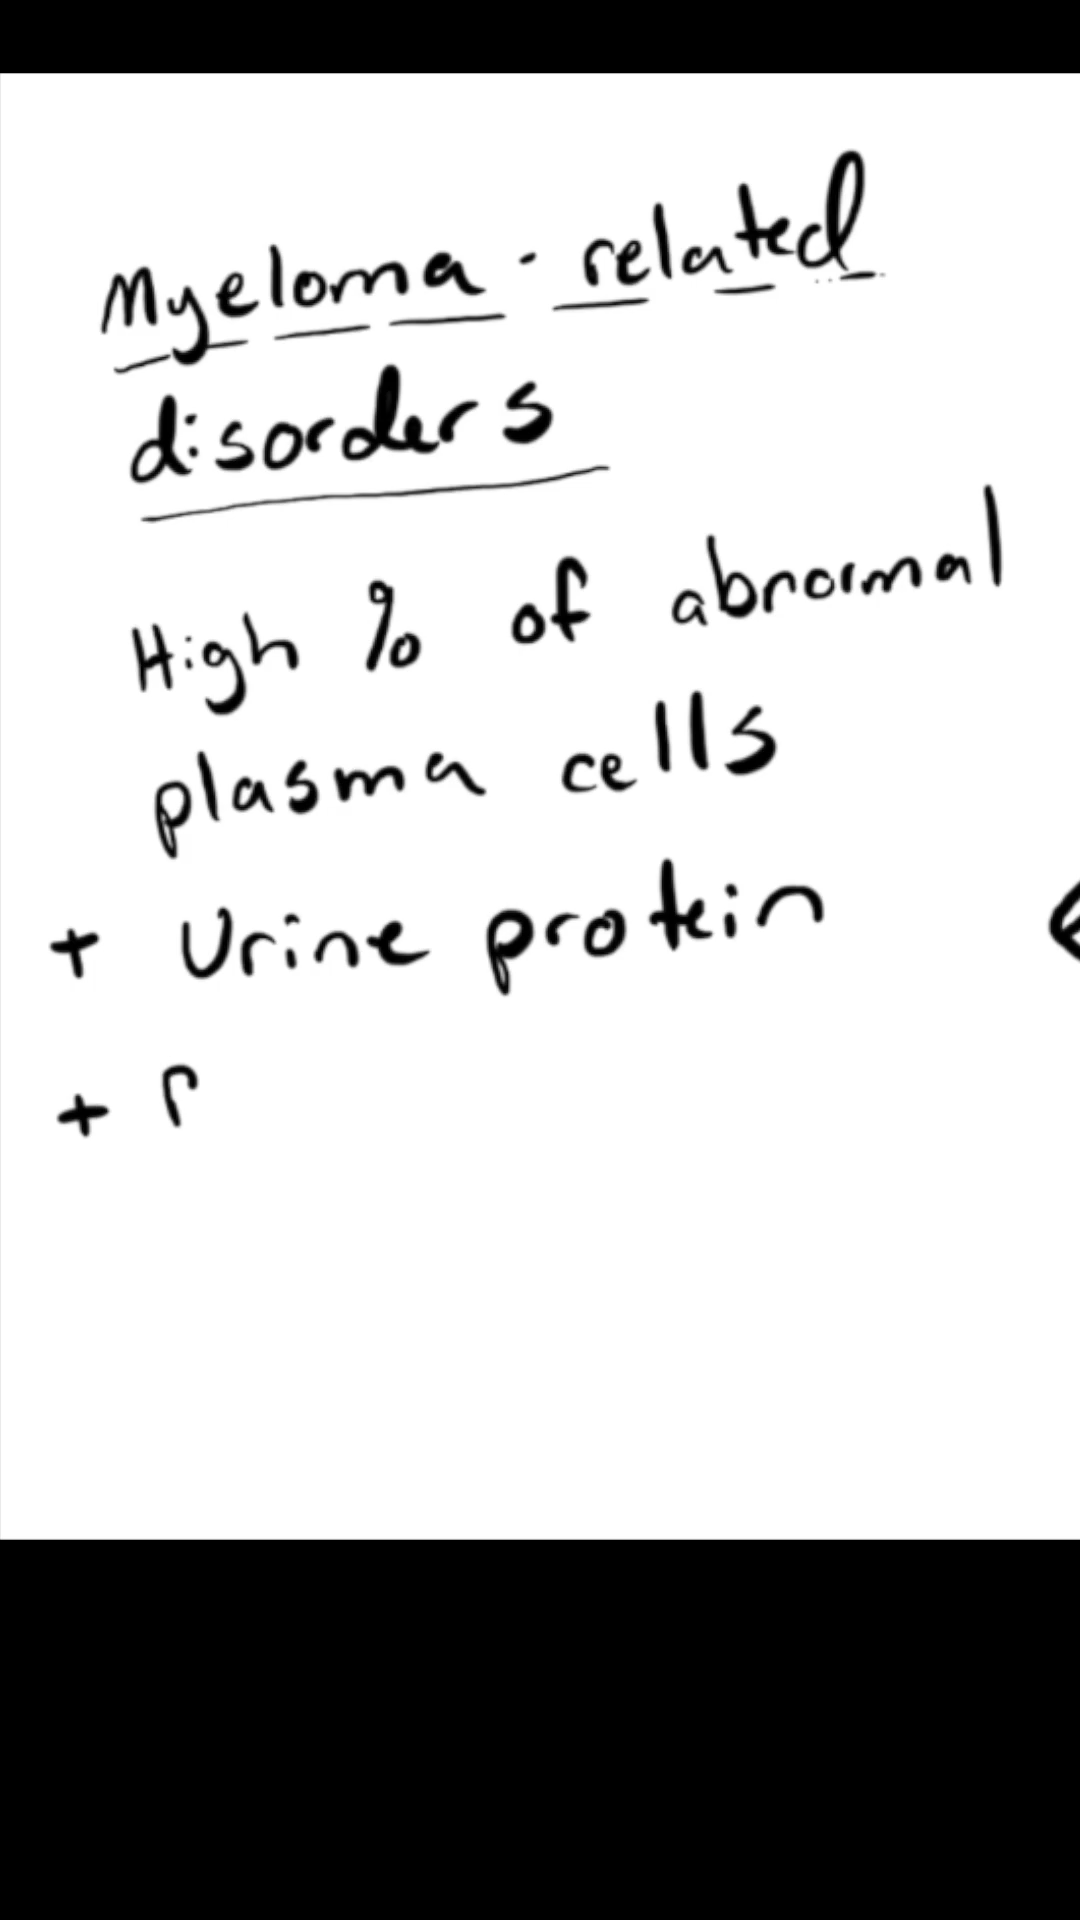 Myeloma-related
disorders
High % of abnormal
plasma cells
+ Urine protein
+